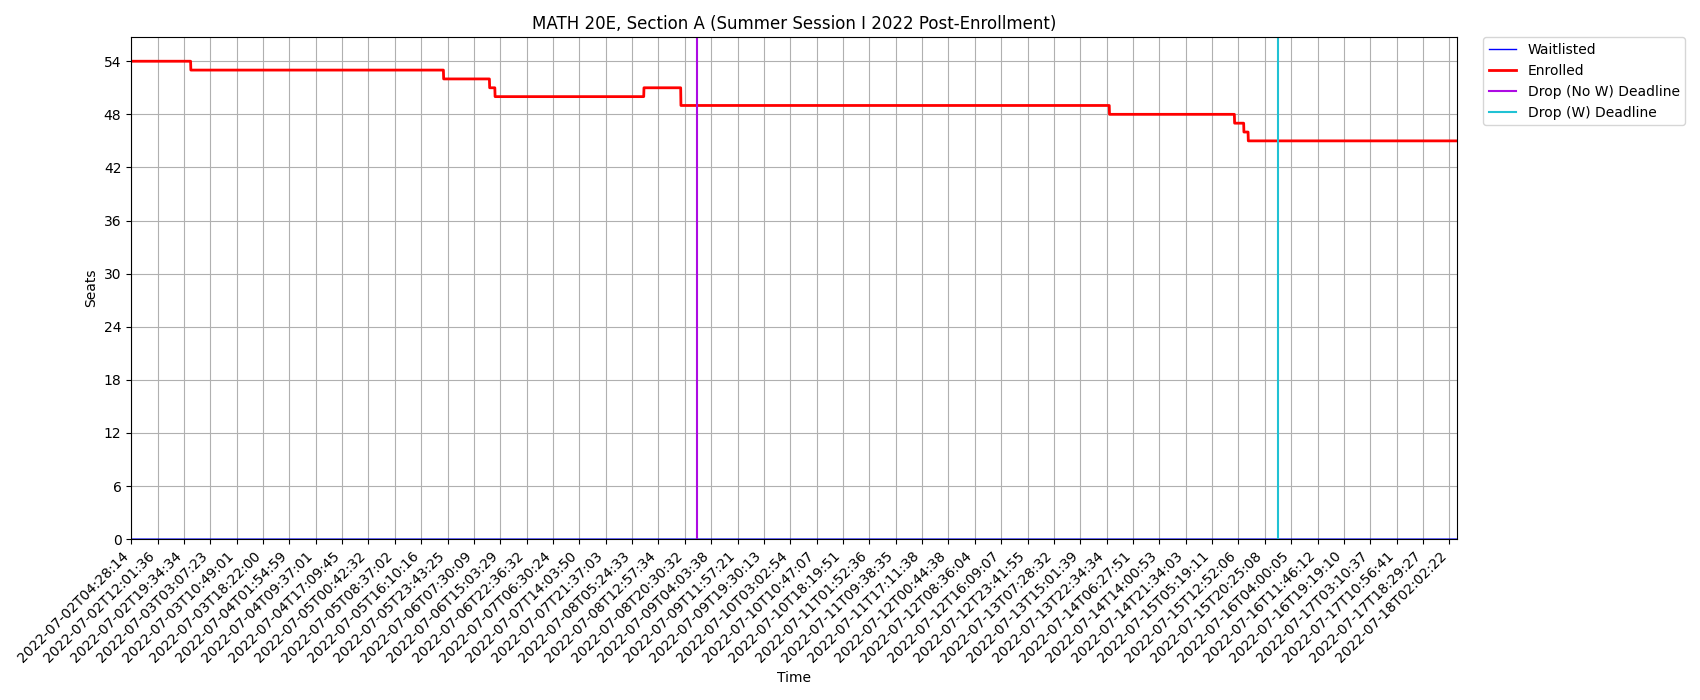 MATH 20E, Section A (Summer Session I 2022 Post-Enrollment)
Waitlisted
Enrolled
Drop (No W) Deadline
Drop (W) Deadline
54
48
42
36
30
24
18
12
6
0
Seats
2022-07-02T04:28:14
2022-07-02T12:01:36
2022-07-02T19:34:34
2022-07-03T03:07:23
2022-07-03T10:49:01
2022-07-03T18:22:00
2022-07-04T01:54:59
2022-07-04T09:37:01
2022-07-04T17:09:45
2022-07-05T00:42:32
2022-07-05T08:37:02
2022-07-05T16:10:16
2022-07-05T23:43:25
2022-07-06T07:30:09
2022-07-06T15:03:29
2022-07-06T22:36:32
2022-07-07T06:30:24
2022-07-07T14:03:50
2022-07-07T21:37:03
2022-07-08T05:24:33
2022-07-08T12:57:34
2022-07-08T20:30:32
2022-07-09T04:03:38
2022-07-09T11:57:21
2022-07-09T19:30:13
2022-07-10T03:02:54
2022-07-10T10:47:07
2022-07-10T18:19:51
2022-07-11T01:52:36
2022-07-11T09:38:35
2022-07-11T17:11:38
2022-07-12T00:44:38
2022-07-12T08:36:04
2022-07-12T16:09:07
2022-07-12T23:41:55
2022-07-13T07:28:32
2022-07-13T15:01:39
2022-07-13T22:34:34
2022-07-14T06:27:51
2022-07-14T14:00:53
2022-07-14T21:34:03
2022-07-15T05:19:11
2022-07-15T12:52:06
2022-07-15T20:25:08
2022-07-16T04:00:05
2022-07-16T11:46:12
2022-07-16T19:19:10
2022-07-17T03:10:37
2022-07-17T10:56:41
2022-07-17T18:29:27
2022-07-18T02:02:22
Time